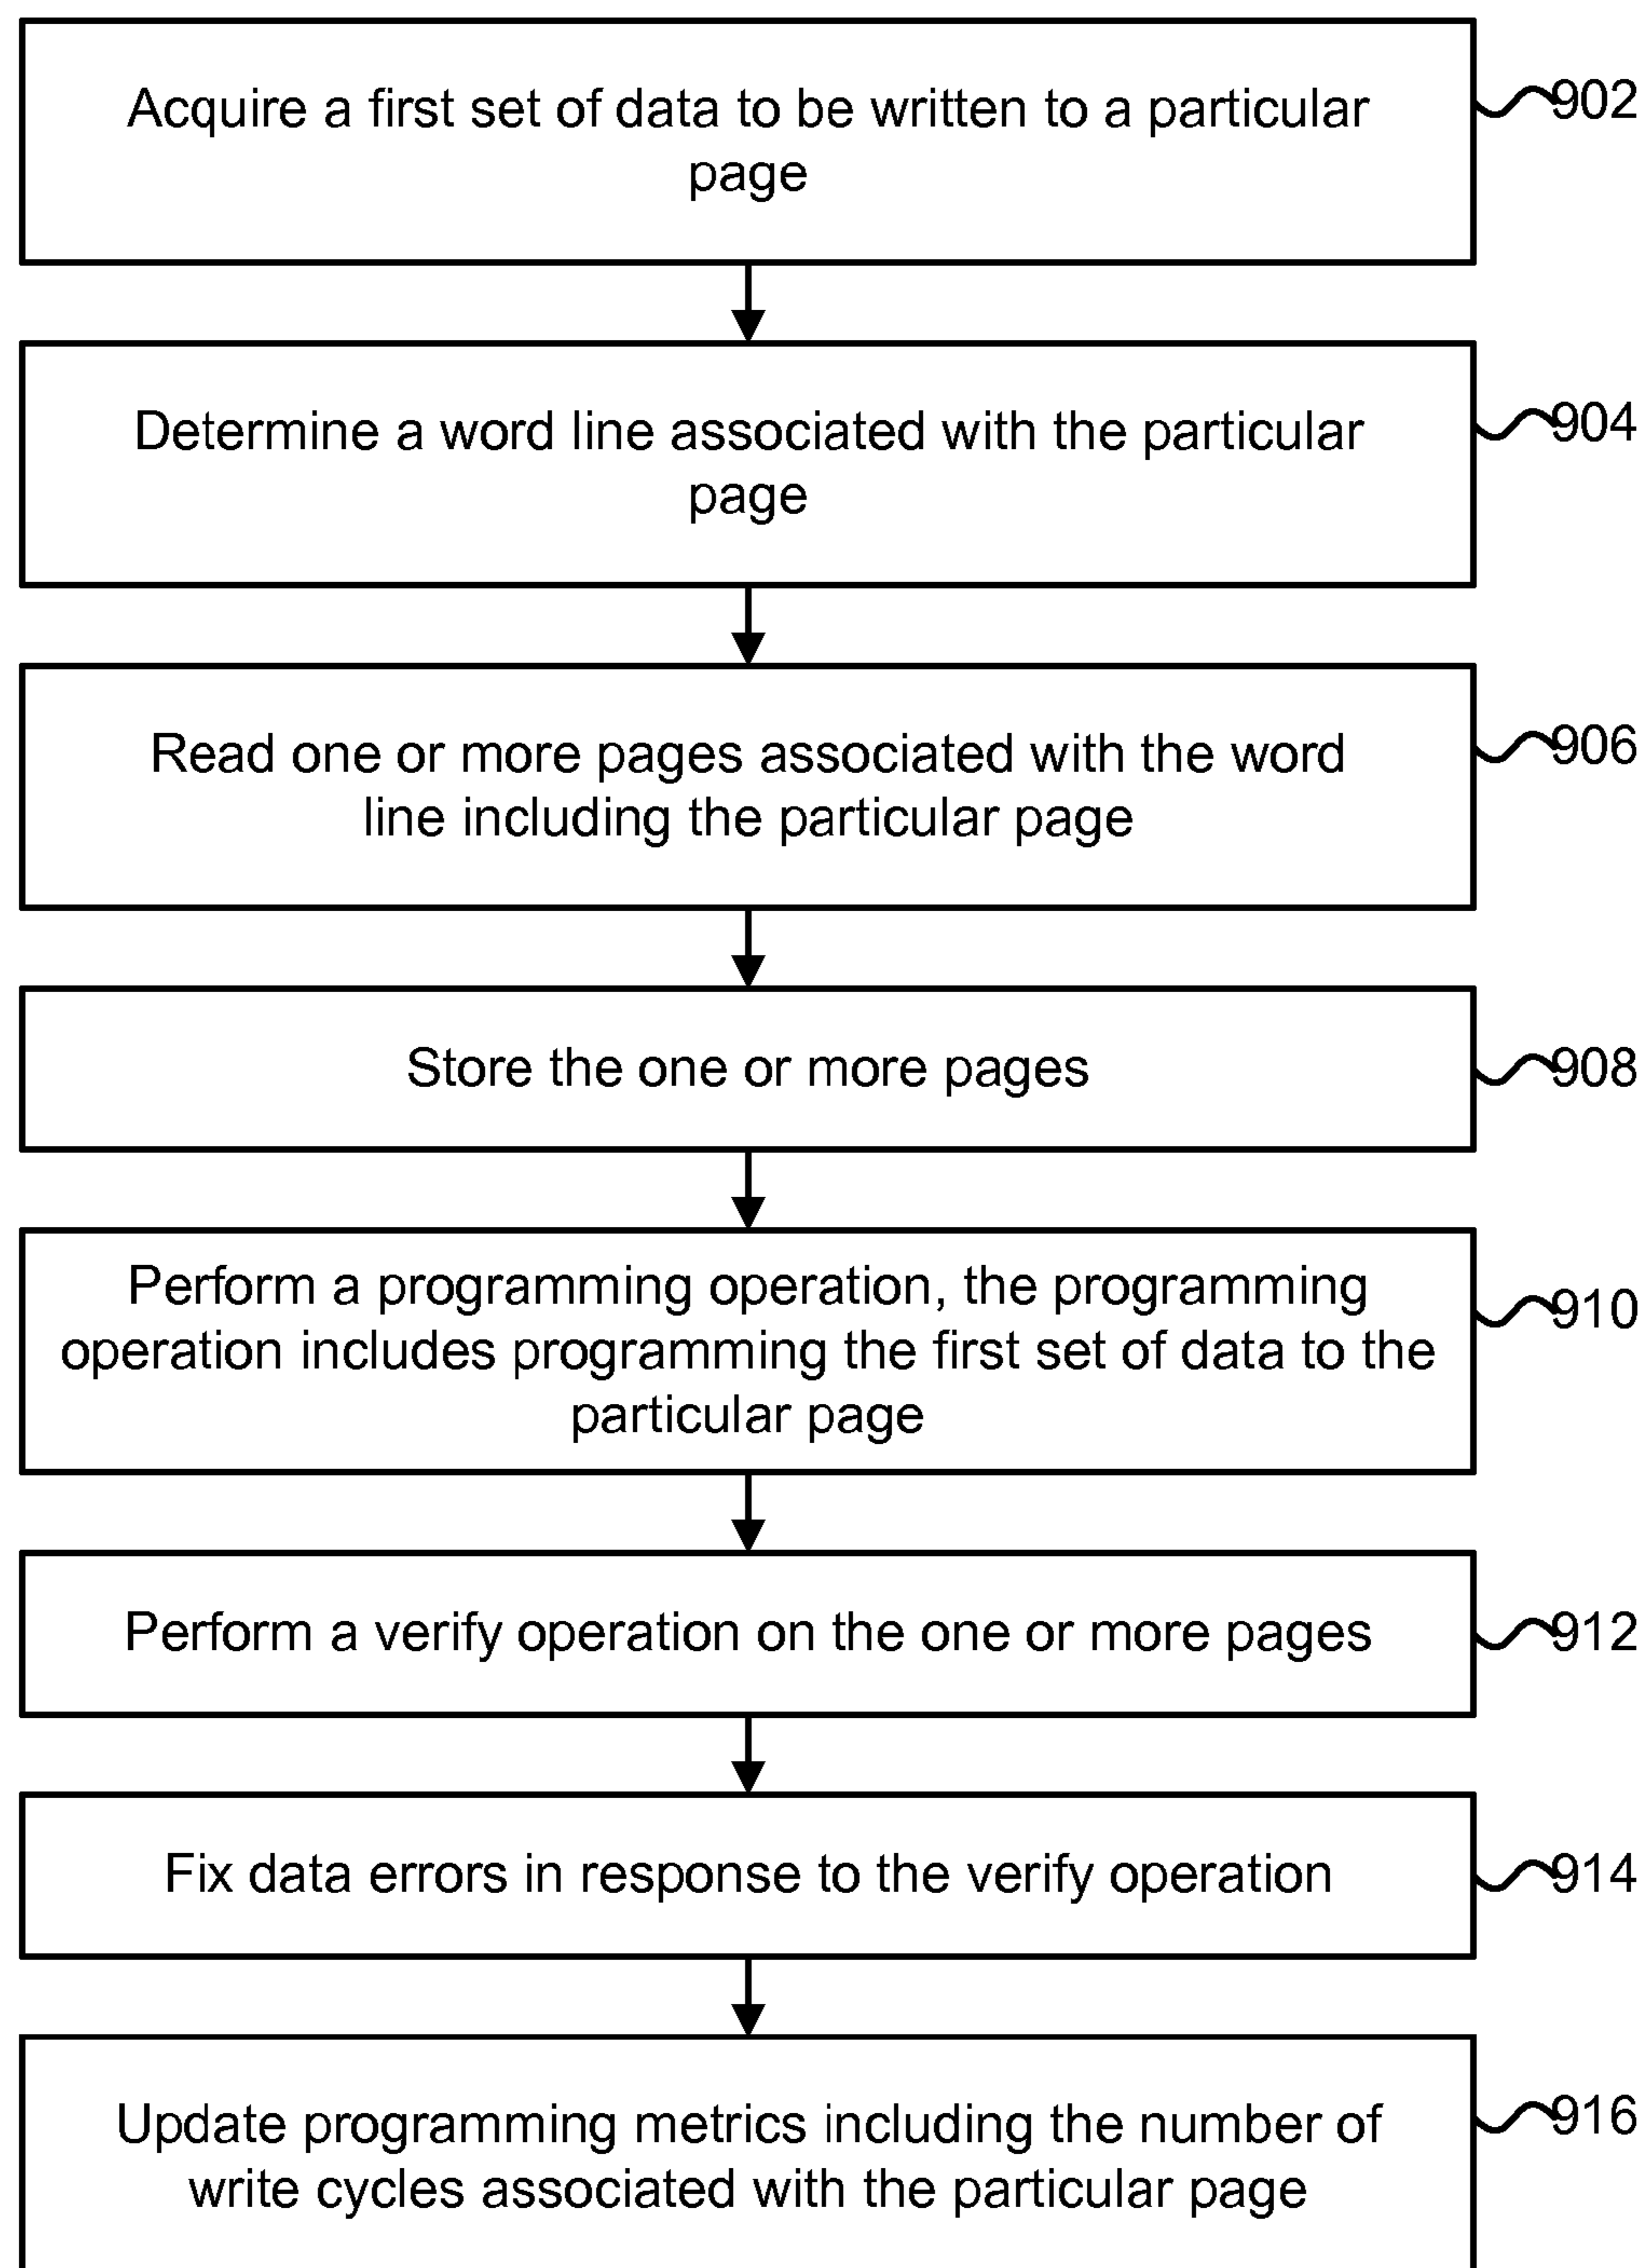 Acquire a first set of data to be written to a particular
page
902
Determine a word line associated with the particular
page
904
Read one or more pages associated with the word
line including the particular page
906
Store the one or more pages
908
Perform a programming operation, the programming
operation includes programming the first set of data to the
particular page
910
Perform a verify operation on the one or more pages
912
Fix data errors in response to the verify operation
914
Update programming metrics including the number of
write cycles associated with the particular page
916